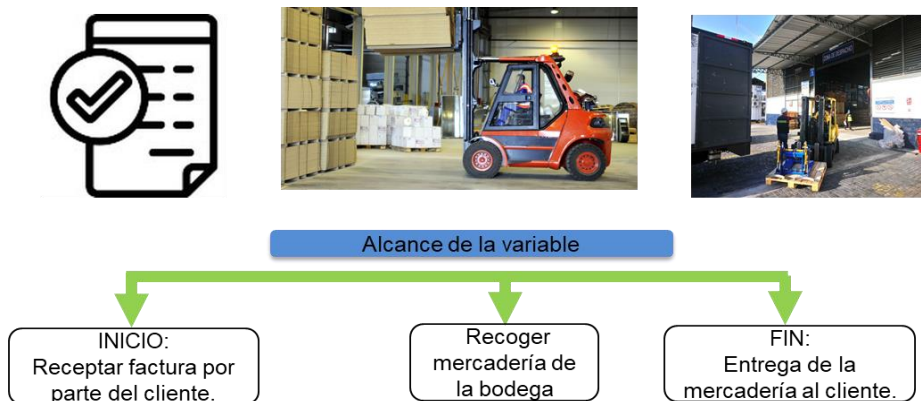 Alcance de la variable
INICIO:
Receptar factura por
parte del cliente.
Recoger
mercadería de
la bodega
FIN:
Entrega de la
mercadería al cliente.